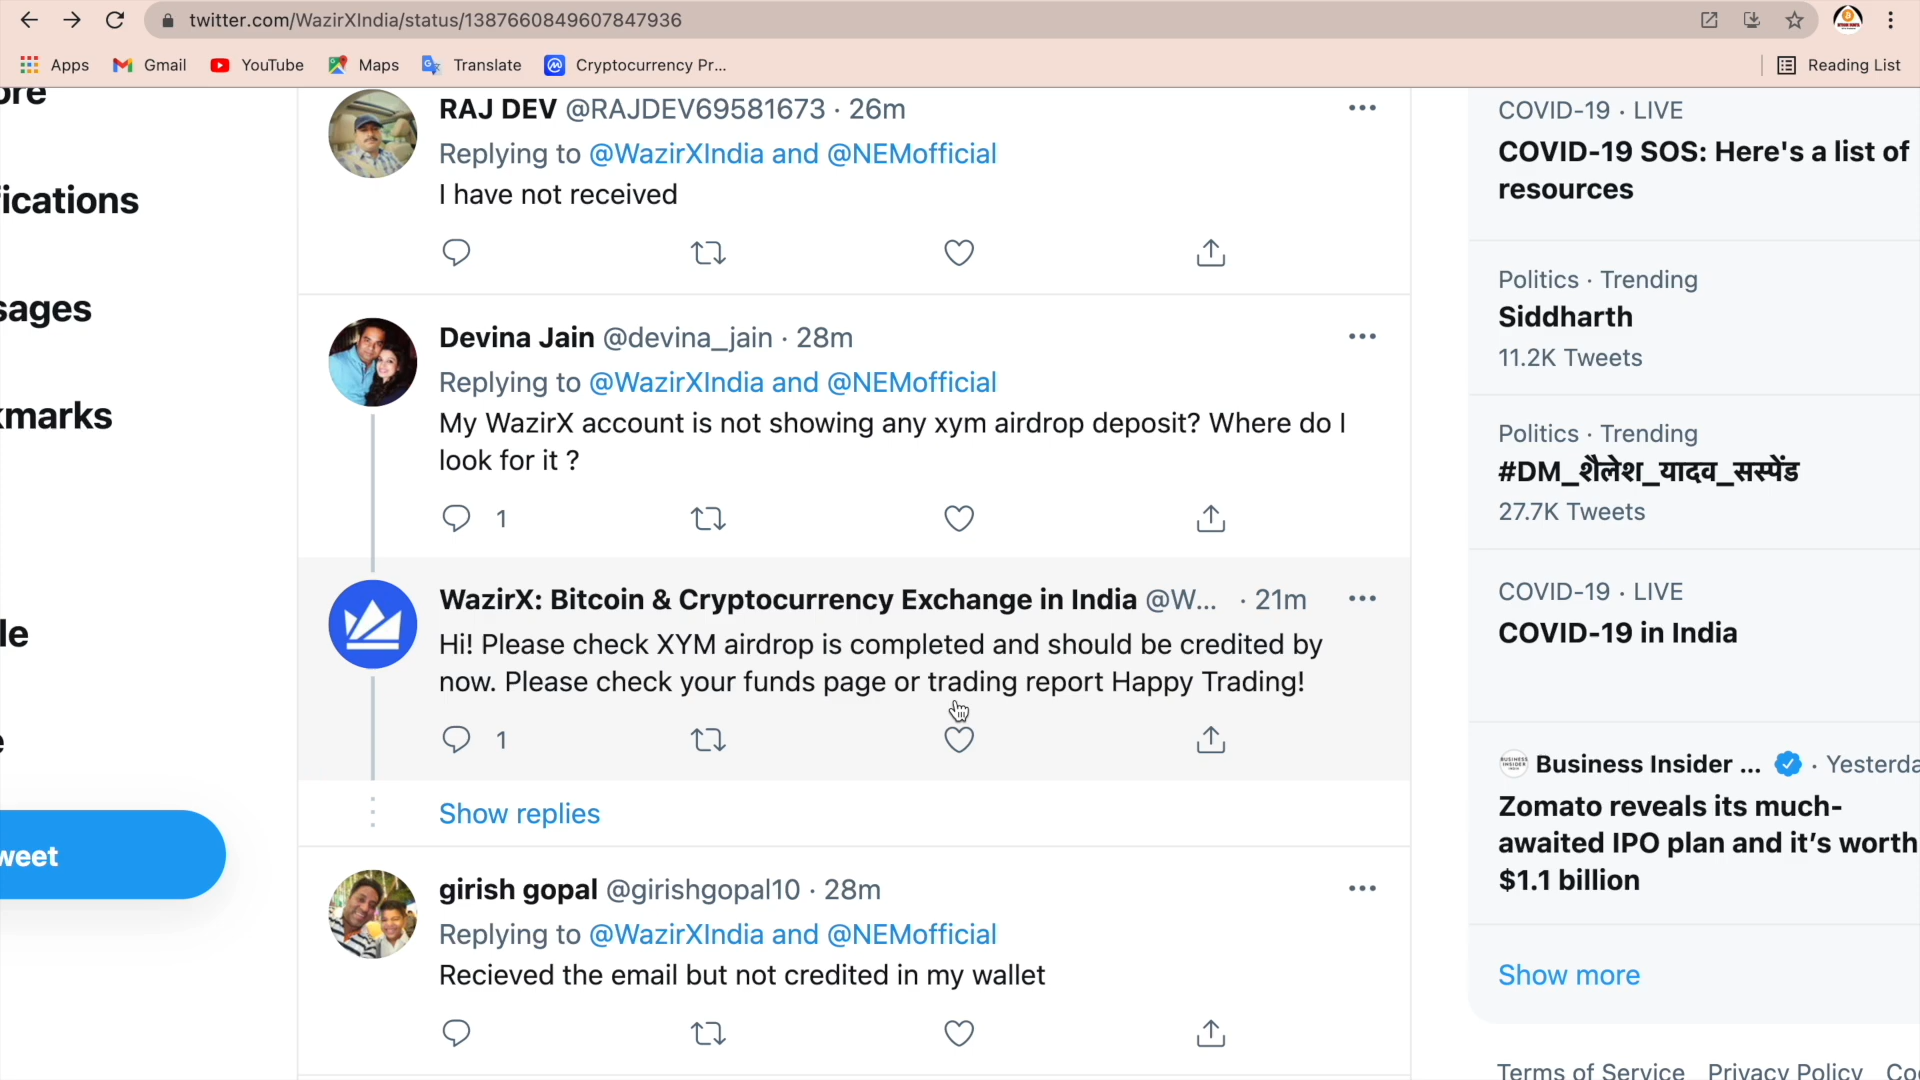 twitter.com/WazirXIndia/status/1387660849607847936
Apps Gmail YouTube Maps Translate Cryptocurrency Pr... Reading List
ore
fications
sages
kmarks
le
e
weet
RAJ DEV @RAJDEV69581673 · 26m
Replying to @WazirXIndia and @NEMofficial
I have not received
Devina Jain @devina_jain · 28m
Replying to @WazirXIndia and @NEMofficial
My WazirX account is not showing any xym airdrop deposit? Where do I
look for it ?
1
WazirX: Bitcoin & Cryptocurrency Exchange in India @W... · 21m
Hi! Please check XYM airdrop is completed and should be credited by
now. Please check your funds page or trading report Happy Trading!
1
Show replies
girish gopal @girishgopal10 · 28m
Replying to @WazirXIndia and @NEMofficial
Recieved the email but not credited in my wallet
COVID-19 · LIVE
COVID-19 SOS: Here's a list of
resources
Politics · Trending
Siddharth
11.2K Tweets
Politics · Trending
#DM_शैलेश_यादव_सस्पेंड
27.7K Tweets
COVID-19 · LIVE
COVID-19 in India
Business Insider ... · Yesterda
Zomato reveals its much-
awaited IPO plan and it’s worth
$1.1 billion
Show more
Terms of Service Privacy Policy Coo